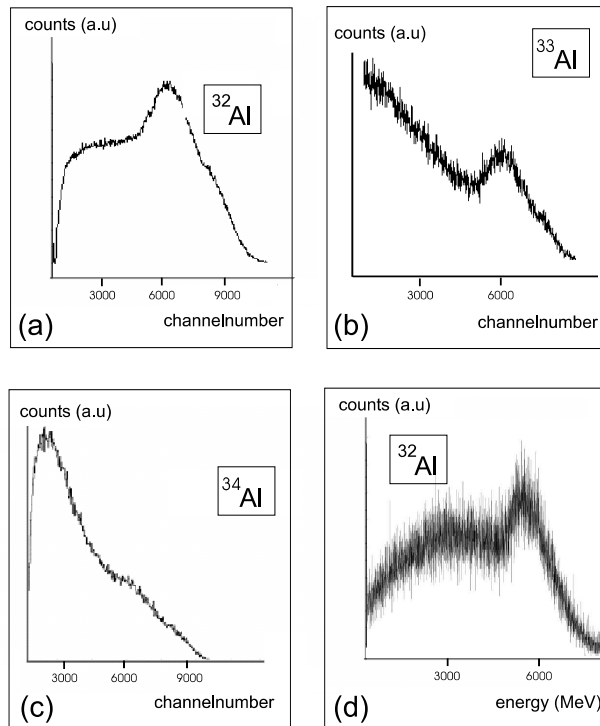 counts (a.u)
32Al
3000 6000 9000
channelnumber
(a)
counts (a.u)
33Al
3000 6000
channelnumber
(b)
counts (a.u)
34Al
3000 6000 9000
channelnumber
(c)
counts (a.u)
32Al
3000 6000
energy (MeV)
(d)